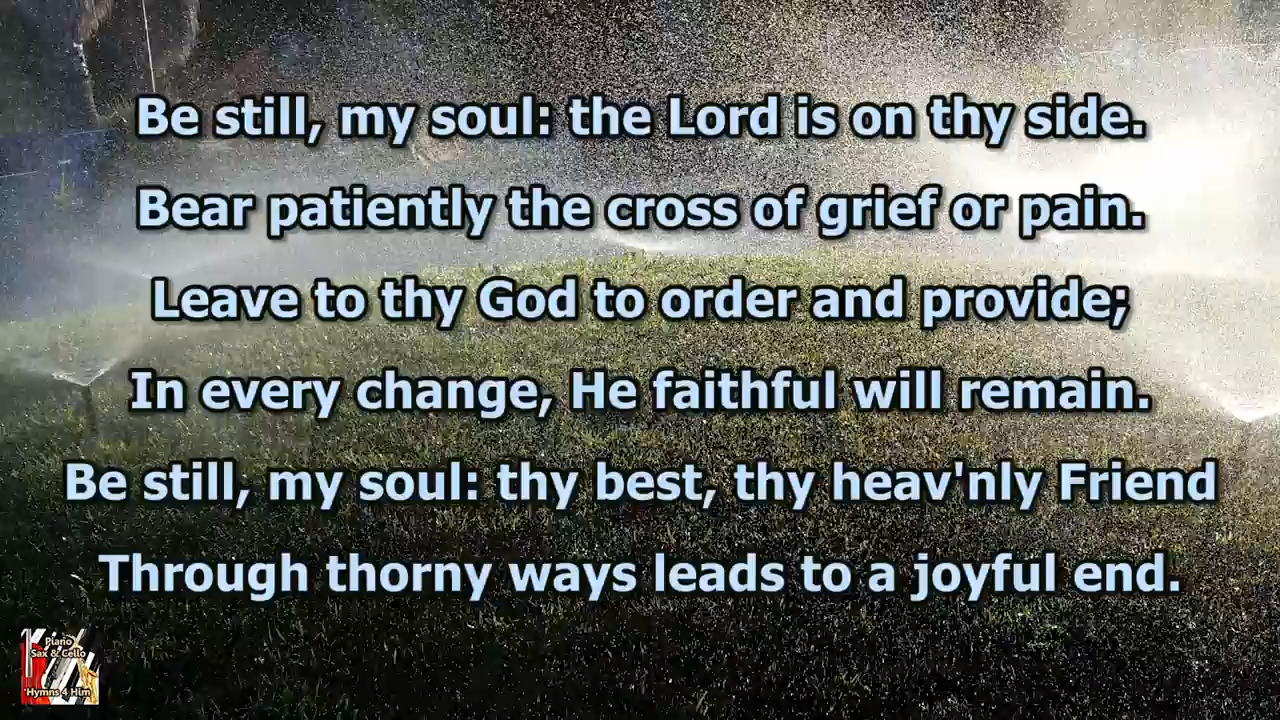 Be still, my soul: the Lord is on thy side.
Bear patiently the cross of grief or pain.
Leave to thy God to order and provide;
In every change, He faithful will remain.
Be still, my soul: thy best, thy heav'nly Friend
Through thorny ways leads to a joyful end.
Piano
Sax & Cello
Hymns 4 Him